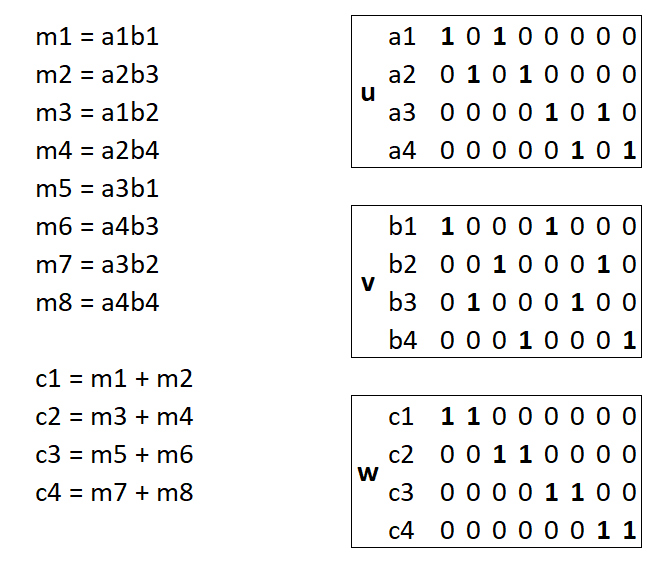 m1 = a1b1
m2 = a2b3
m3 = a1b2
m4 = a2b4
m5 = a3b1
m6 = a4b3
m7 = a3b2
m8 = a4b4
c1 = m1 + m2
c2 = m3 + m4
c3 = m5 + m6
c4 = m7 + m8
u
a1 1 0 1 0 0 0 0 0
a2 0 1 0 1 0 0 0 0
a3 0 0 0 0 1 0 1 0
a4 0 0 0 0 0 1 0 1
v
b1 1 0 0 0 1 0 0 0
b2 0 0 1 0 0 0 1 0
b3 0 1 0 0 0 1 0 0
b4 0 0 0 1 0 0 0 1
w
c1 1 1 0 0 0 0 0 0
c2 0 0 1 1 0 0 0 0
c3 0 0 0 0 1 1 0 0
c4 0 0 0 0 0 0 1 1